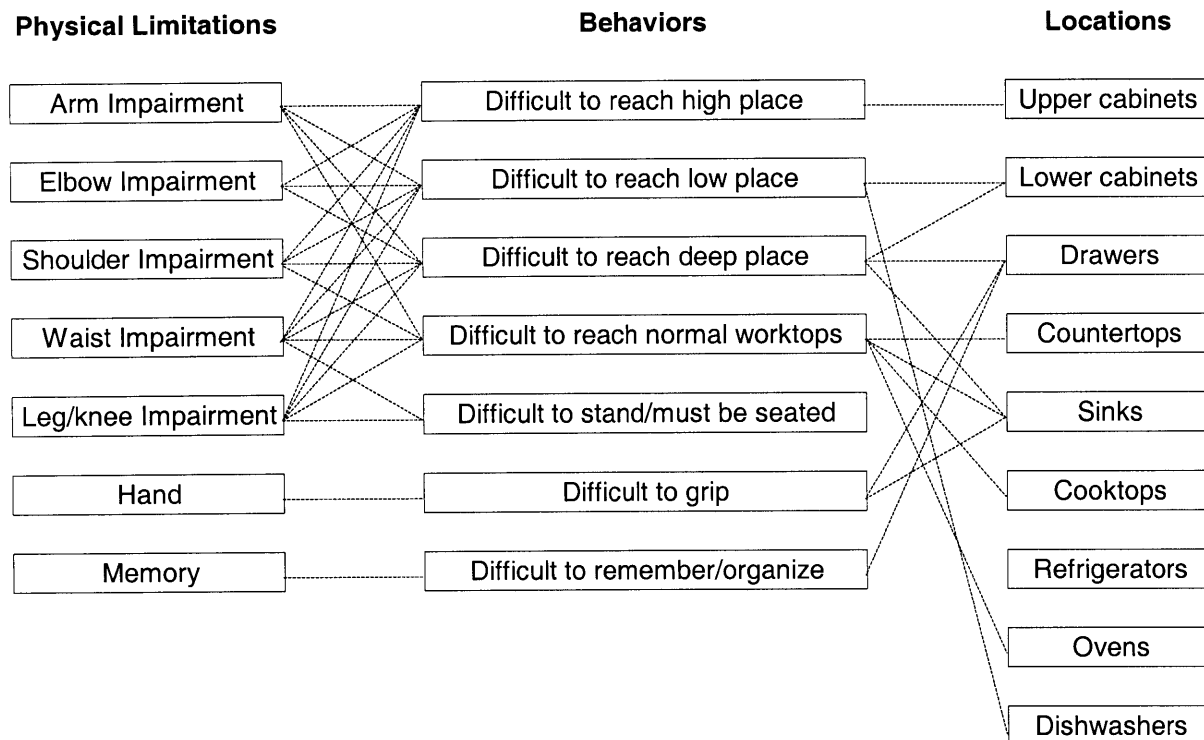 Physical Limitations Behaviors Locations
Arm Impairment Difficult to reach high place Upper cabinets
Elbow Impairment Difficult to reach low place Lower cabinets
Shoulder Impairment Difficult to reach deep place Drawers
Waist Impairment Difficult to reach normal worktops Countertops
Leg/knee Impairment Difficult to stand/must be seated Sinks
Hand Difficult to grip Cooktops
Memory Difficult to remember/organize Refrigerators
Ovens
Dishwashers